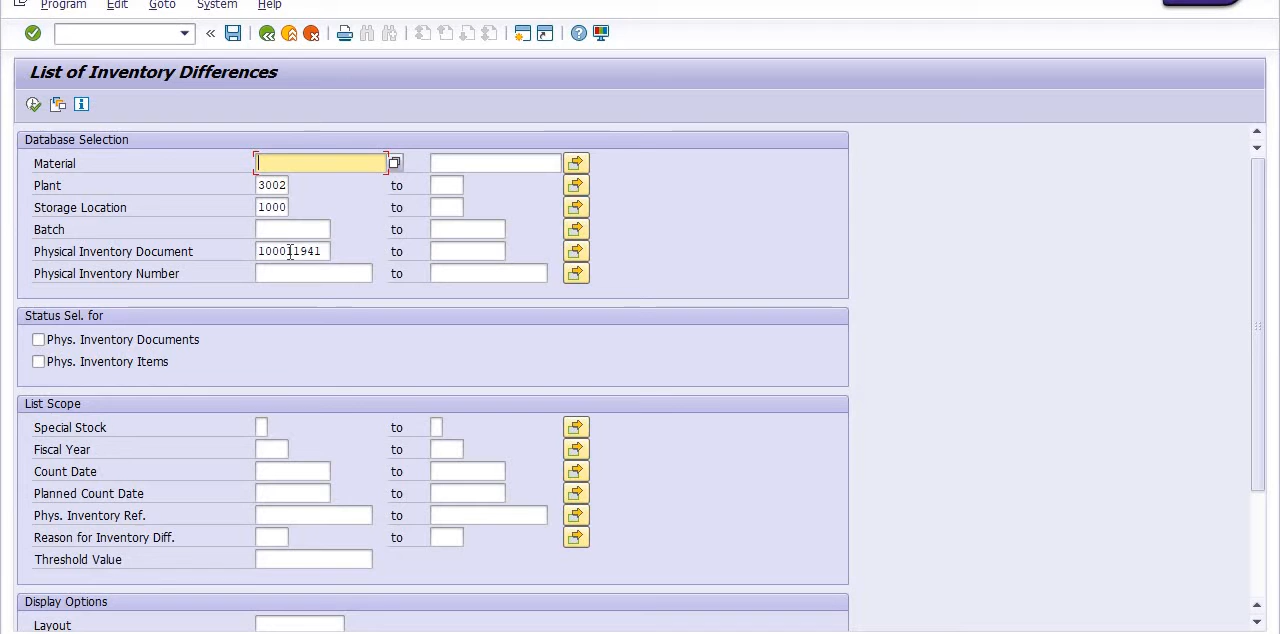 Program Edit Goto System Help
«
List of Inventory Differences
Database Selection
Material
Plant 3002 to
Storage Location 1000 to
Batch to
Physical Inventory Document to
Physical Inventory Number to
Status Sel. for
Phys. Inventory Documents
Phys. Inventory Items
List Scope
Special Stock to
Fiscal Year to
Count Date to
Planned Count Date to
Phys. Inventory Ref. to
Reason for Inventory Diff. to
Threshold Value
Display Options
Layout